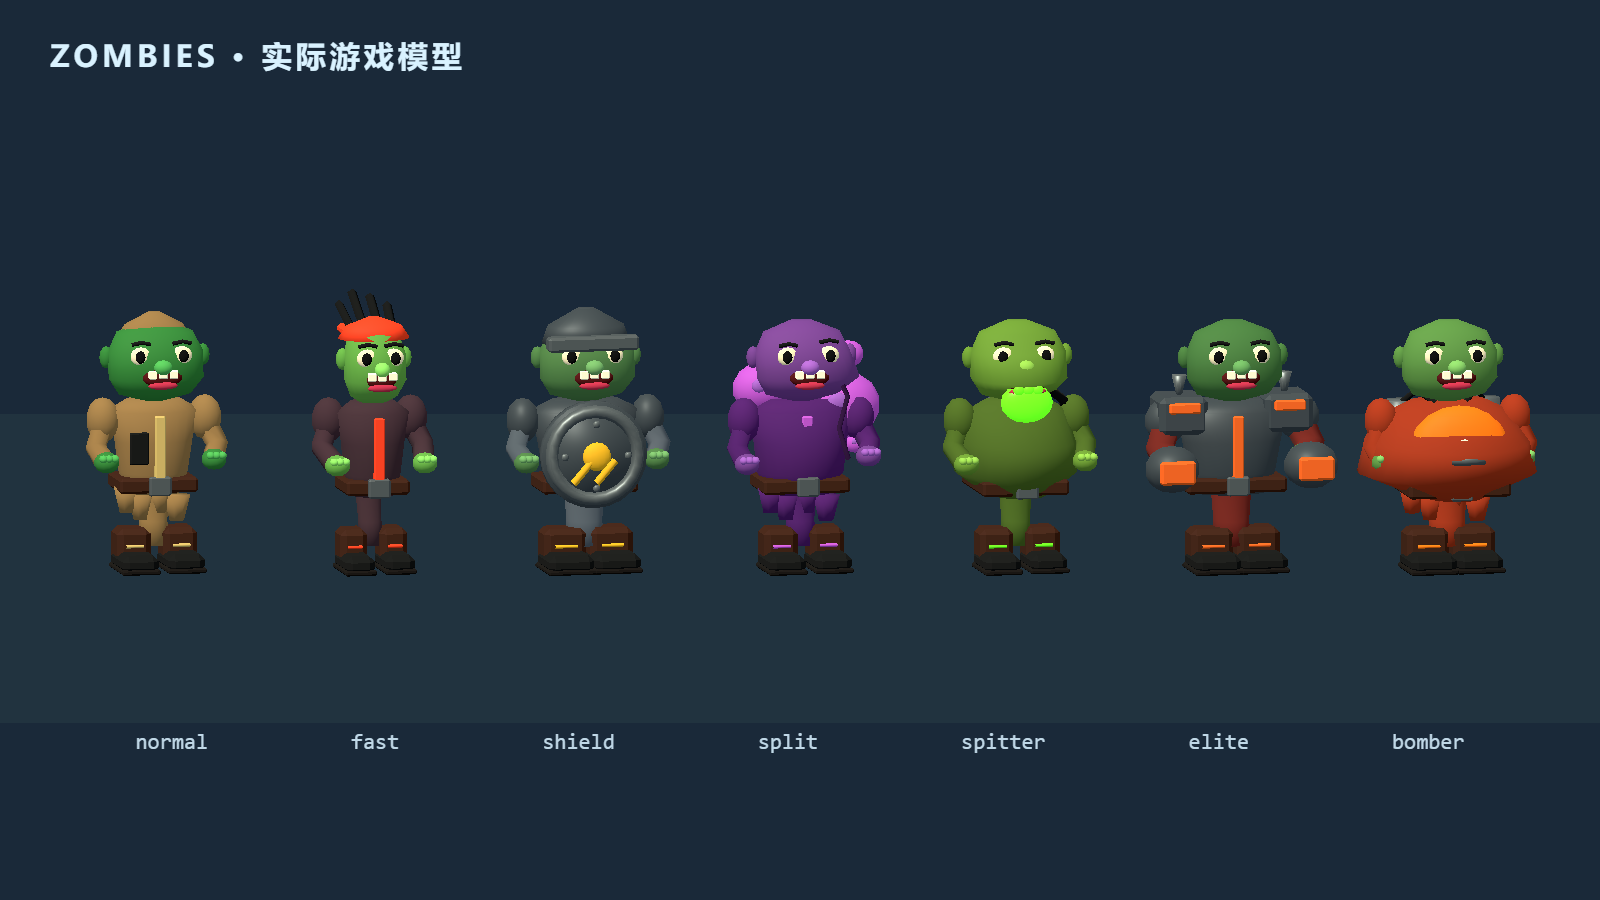 ZOMBIES • 实际游戏模型
normal fast shield split spitter elite bomber